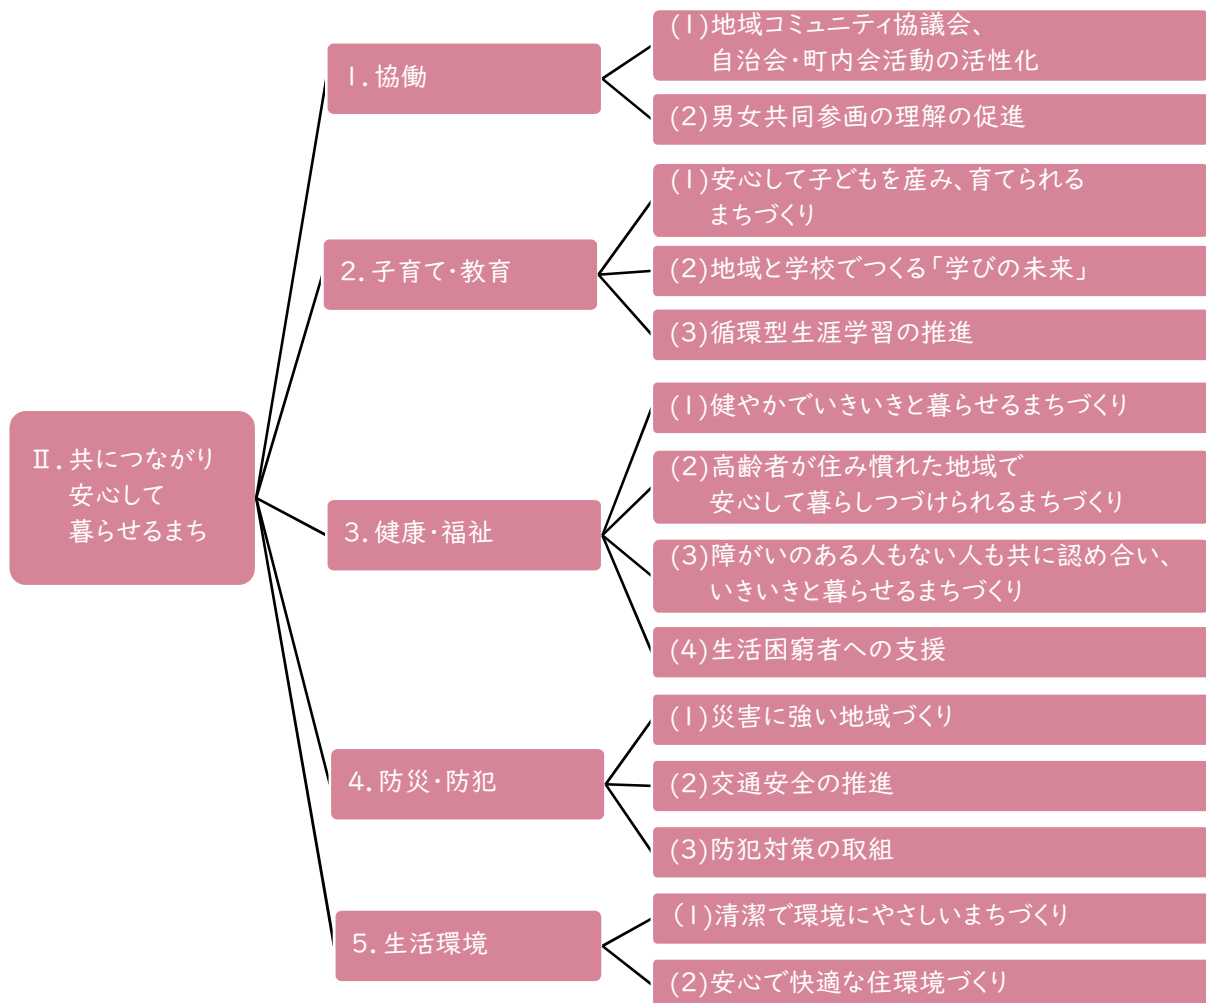 Ⅱ.共につながり
安心して
暮らせるまち
1.協働
(1)地域コミュニティ協議会、
自治会・町内会活動の活性化
(2)男女共同参画の理解の促進
2.子育て・教育
(1)安心して子どもを産み、育てられる
まちづくり
(2)地域と学校でつくる「学びの未来」
(3)循環型生涯学習の推進
3.健康・福祉
(1)健やかでいきいきと暮らせるまちづくり
(2)高齢者が住み慣れた地域で
安心して暮らしつづけられるまちづくり
(3)障がいのある人もない人も共に認め合い、
いきいきと暮らせるまちづくり
(4)生活困窮者への支援
4.防災・防犯
(1)災害に強い地域づくり
(2)交通安全の推進
(3)防犯対策の取組
5.生活環境
(1)清潔で環境にやさしいまちづくり
(2)安心で快適な住環境づくり